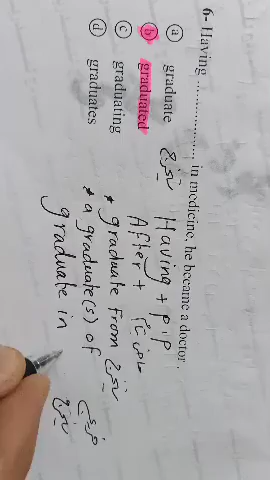 6- Having .................. in medicine, he became a doctor.
a graduate
b graduated
c graduating
d graduates
Having + p.p
After +
* graduate from
* a graduate(s) of
graduate in